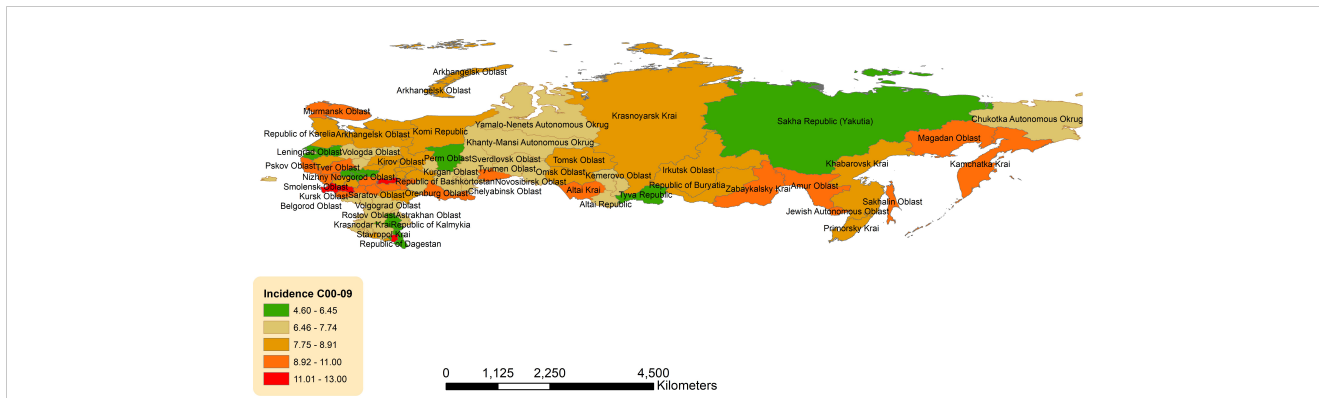 Arkhangelsk Oblast
Arkhangelsk Oblast
Murmansk Oblast
Krasnoyarsk Krai
Sakha Republic (Yakutia)
Chukotka Autonomous Okrug
Yamalo-Nenets Autonomous Okrug
Republic of Karelia
Arkhangelsk Oblast
Komi Republic
Magadan Oblast
Khanty-Mansi Autonomous Okrug
Leningrad Oblast
Vologda Oblast
Kirov Oblast
Perm Oblast
Sverdlovsk Oblast
Tomsk Oblast
Khabarovsk Krai
Kamchatka Krai
Pskov Oblast
Tver Oblast
Kurgan Oblast
Tyumen Oblast
Omsk Oblast
Kemerovo Oblast
Irkutsk Oblast
Nizhny Novgorod Oblast
Republic of Bashkortostan
Novosibirsk Oblast
Republic of Buryatia
Zabaykalsky Krai
Amur Oblast
Smolensk Oblast
Kursk Oblast
Saratov Oblast
Orenburg Oblast
Chelyabinsk Oblast
Altai Krai
Tyva Republic
Sakhalin Oblast
Belgorod Oblast
Volgograd Oblast
Altai Republic
Jewish Autonomous Oblast
Rostov Oblast
Astrakhan Oblast
Krasnodar Krai
Republic of Kalmykia
Primorsky Krai
Stavropol Krai
Republic of Dagestan
Incidence C00-09
4.60 - 6.45
6.46 - 7.74
7.75 - 8.91
8.92 - 11.00
11.01 - 13.00
0 1,125 2,250 4,500
Kilometers